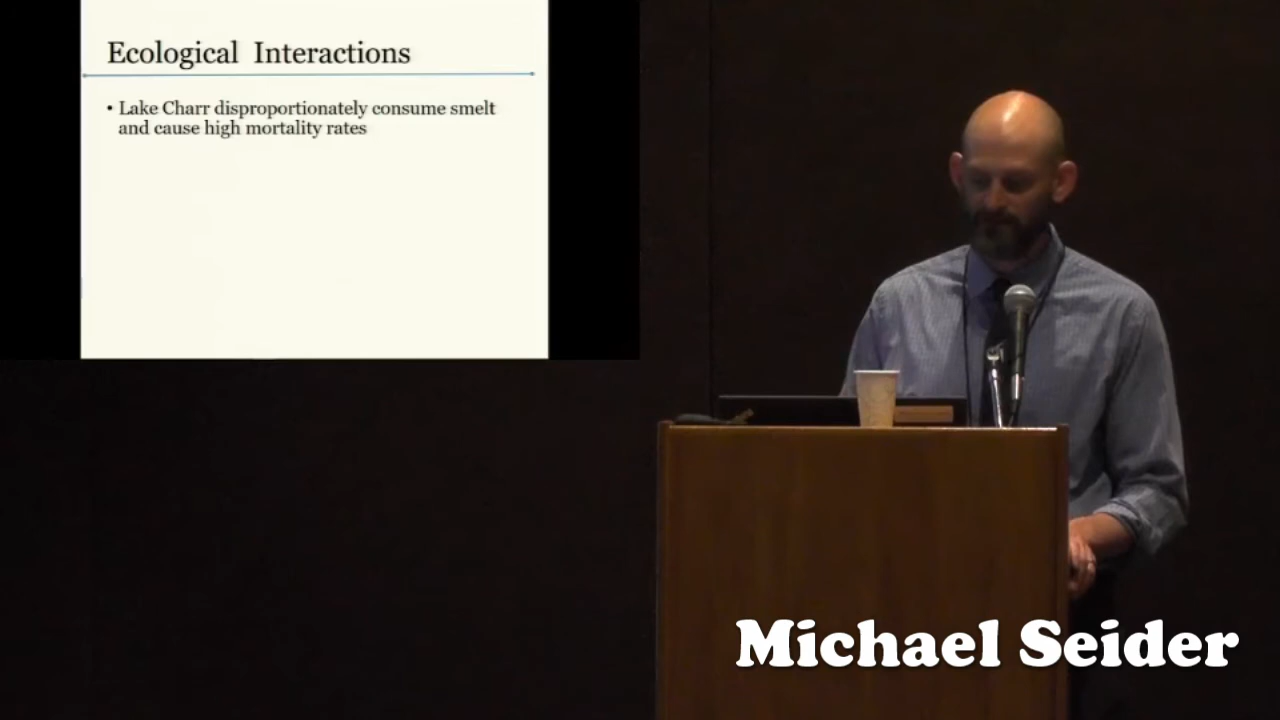 Ecological Interactions
• Lake Charr disproportionately consume smelt
and cause high mortality rates
Michael Seider